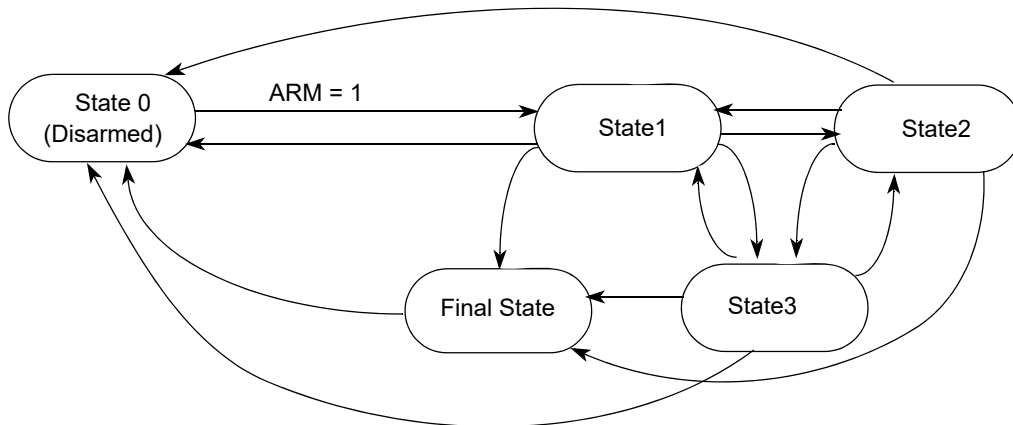 State 0
(Disarmed)
ARM = 1
State1
State2
Final State
State3